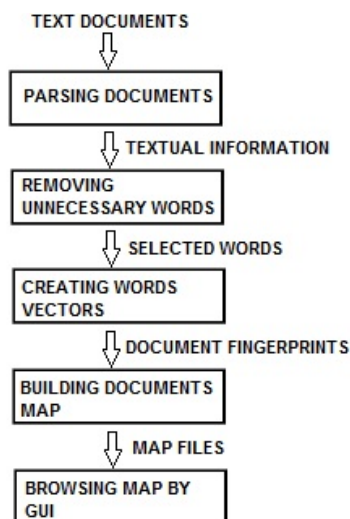 TEXT DOCUMENTS
PARSING DOCUMENTS
TEXTUAL INFORMATION
REMOVING
UNNECESSARY WORDS
SELECTED WORDS
CREATING WORDS
VECTORS
DOCUMENT FINGERPRINTS
BUILDING DOCUMENTS
MAP
MAP FILES
BROWSING MAP BY
GUI